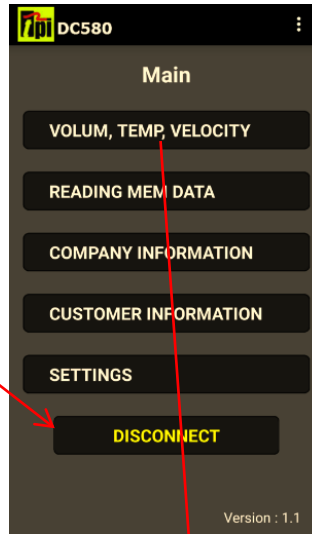 TPI DC580
Main
VOLUM, TEMP, VELOCITY
READING MEM DATA
COMPANY INFORMATION
CUSTOMER INFORMATION
SETTINGS
DISCONNECT
Version : 1.1